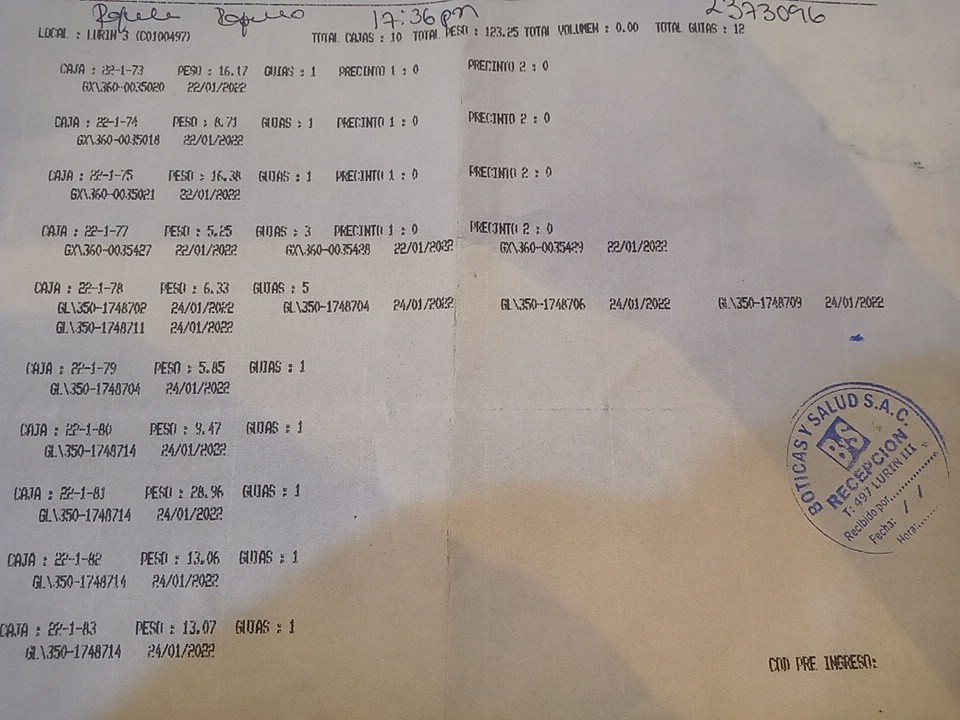 17:36 pm 2373096
LOCAL : LURIN 3 (C0100497) TOTAL CAJAS : 10 TOTAL PESO : 123.25 TOTAL VOLUMEN : 0.00 TOTAL GUIAS : 12
CAJA : 22-1-73 PESO : 16.17 GUIAS : 1 PRECINTO 1 : 0 PRECINTO 2 : 0
GX\360-0035020 22/01/2022
CAJA : 22-1-74 PESO : 8.71 GUIAS : 1 PRECINTO 1 : 0 PRECINTO 2 : 0
GX\360-0035018 22/01/2022
CAJA : 22-1-75 PESO : 16.38 GUIAS : 1 PRECINTO 1 : 0 PRECINTO 2 : 0
GX\360-0035021 22/01/2022
CAJA : 22-1-77 PESO : 5.25 GUIAS : 3 PRECINTO 1 : 0 PRECINTO 2 : 0
GX\360-0035427 22/01/2022 GX\360-0035428 22/01/2022 GX\360-0035429 22/01/2022
CAJA : 22-1-78 PESO : 6.33 GUIAS : 5
GL\350-1748702 24/01/2022 GL\350-1748704 24/01/2022 GL\350-1748706 24/01/2022 GL\350-1748709 24/01/2022
GL\350-1748711 24/01/2022
CAJA : 22-1-79 PESO : 5.85 GUIAS : 1
GL\350-1748704 24/01/2022
CAJA : 22-1-80 PESO : 9.47 GUIAS : 1
GL\350-1748714 24/01/2022
CAJA : 22-1-81 PESO : 28.96 GUIAS : 1
GL\350-1748714 24/01/2022
CAJA : 22-1-82 PESO : 13.06 GUIAS : 1
GL\350-1748714 24/01/2022
CAJA : 22-1-83 PESO : 13.07 GUIAS : 1
GL\350-1748714 24/01/2022
BOTICAS Y SALUD S.A.C.
BS
RECEPCION
T: 497 LURIN III
Recibido por..............
Fecha: / /
Hora:.......
COD PRE INGRESO: